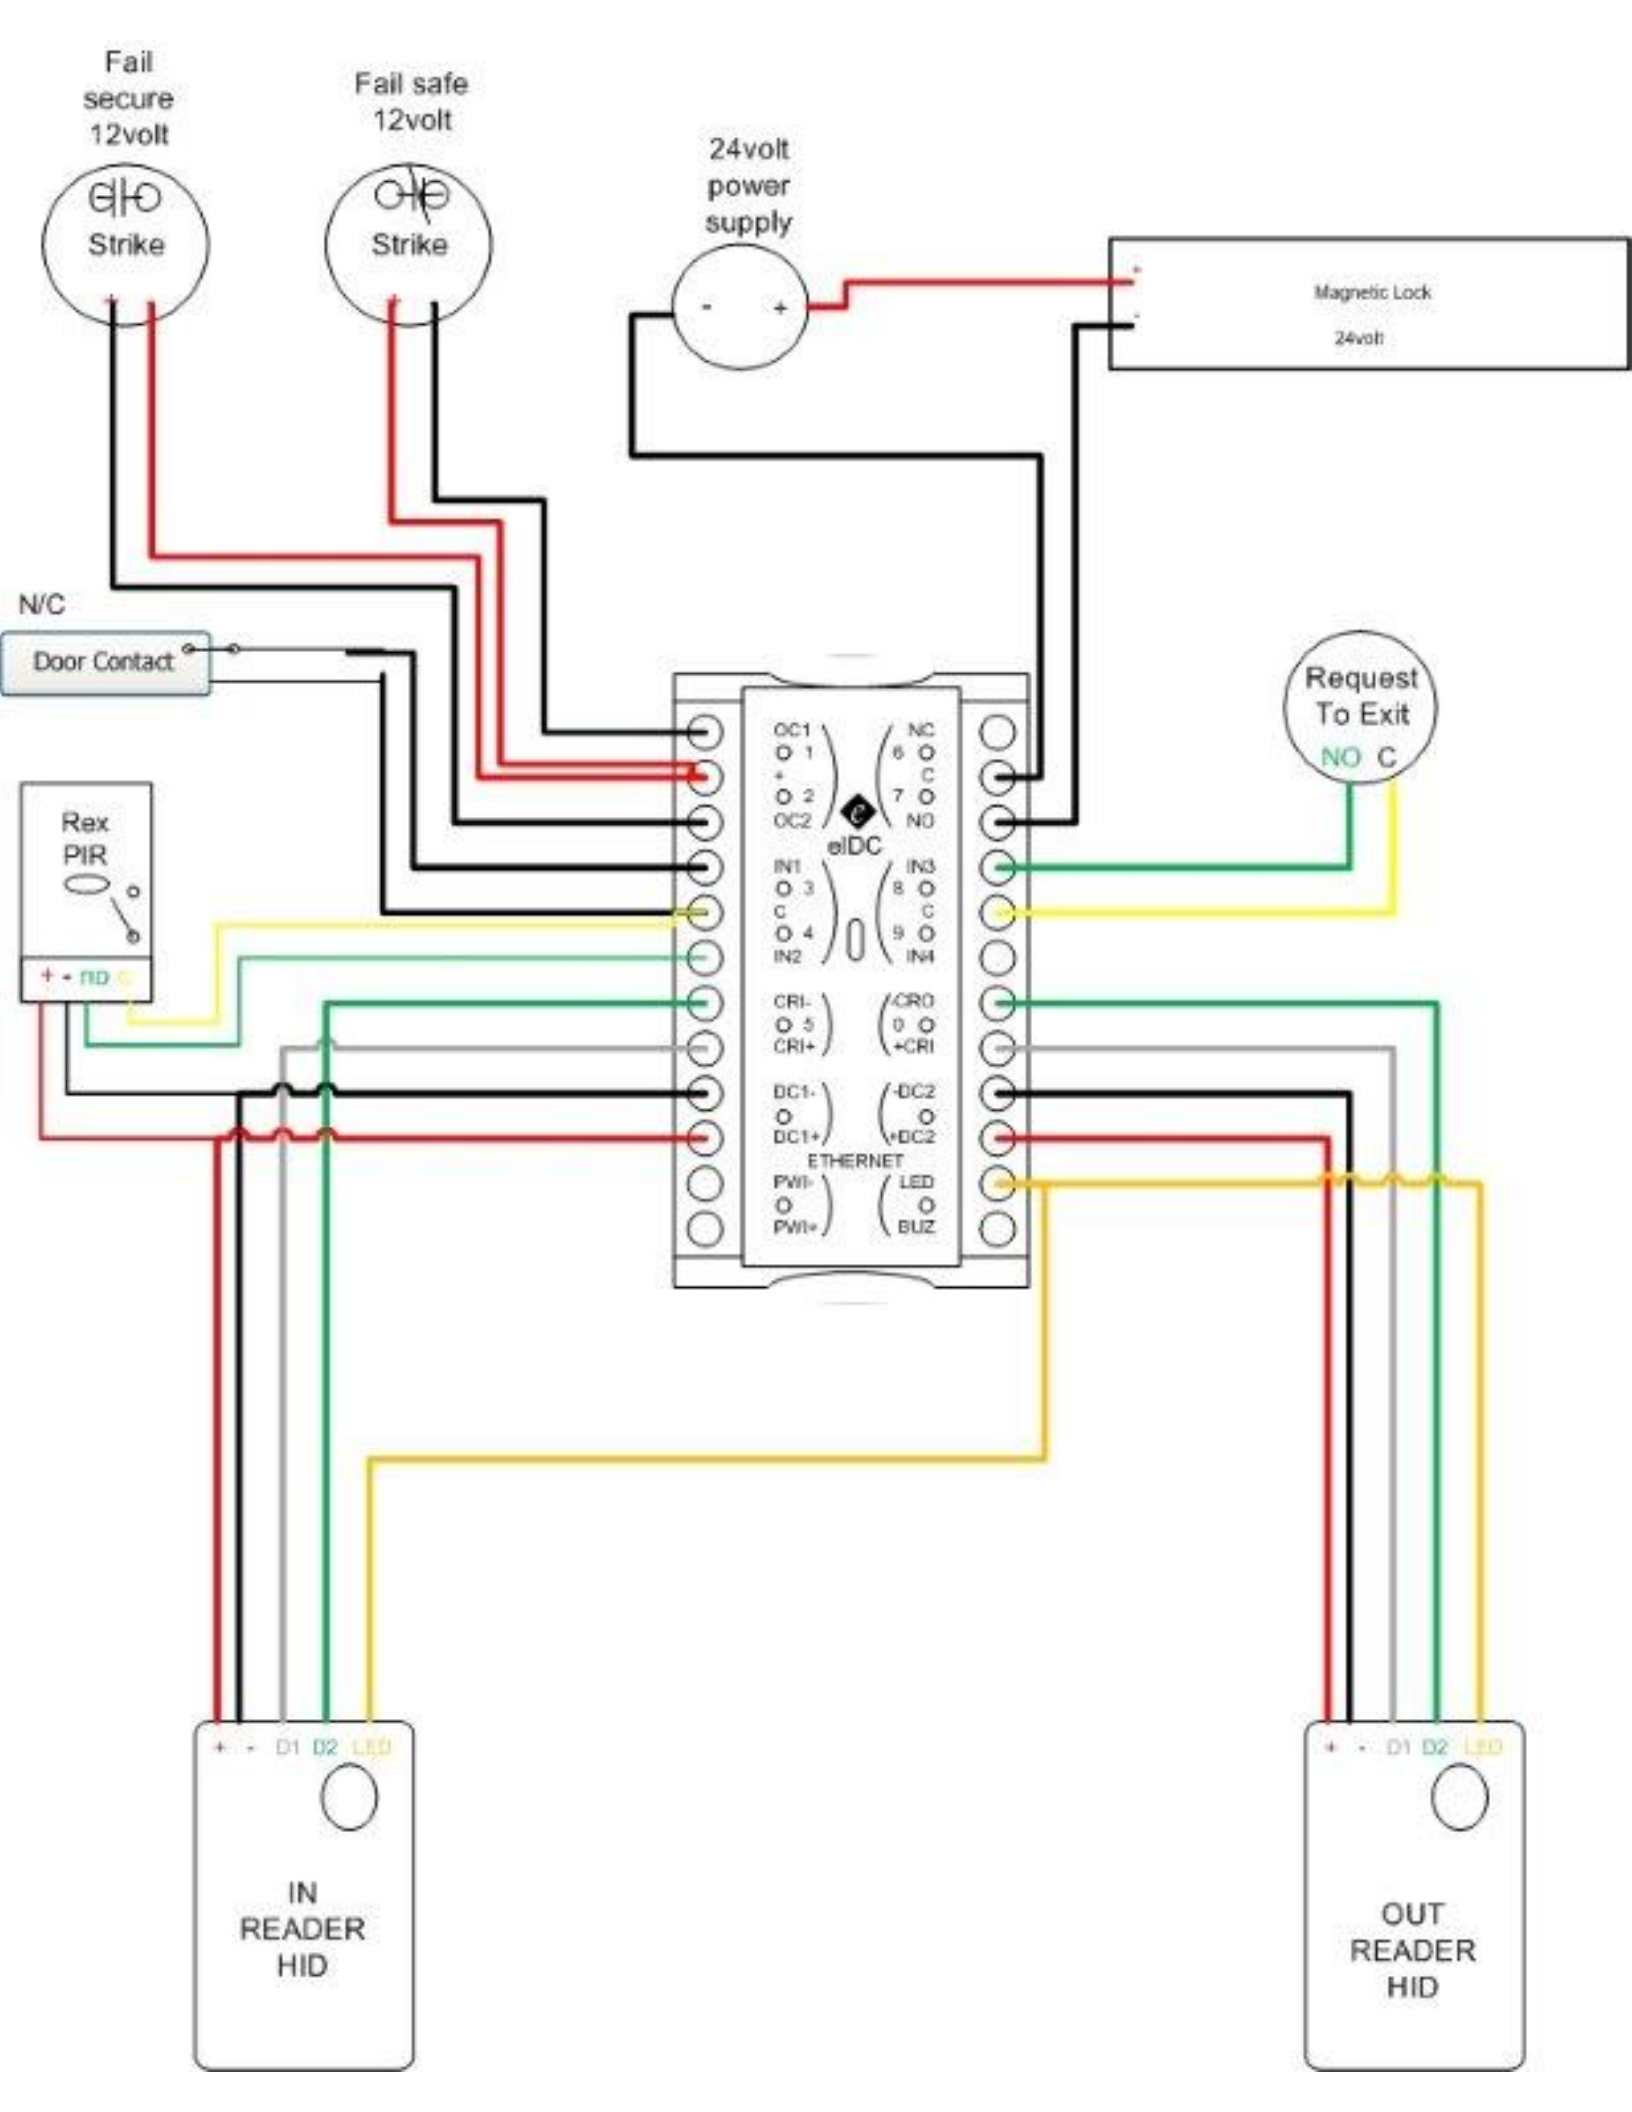 Fail
secure
12volt
Strike
+
Fail safe
12volt
Strike
+
24volt
power
supply
- +
+
-
Magnetic Lock
24volt
N/C
Door Contact
Request
To Exit
NO C
Rex
PIR
+ - no C
OC1
1
+
2
OC2
NC
6
C
7
NO
e
eIDC
IN1
3
C
4
IN2
IN3
8
C
9
IN4
CRI-
5
CRI+
-CRO
0
+CRI
DC1-
DC1+
-DC2
+DC2
ETHERNET
PWI-
PWI+
LED
BUZ
+ - D1 D2 LED
IN
READER
HID
+ - D1 D2 LED
OUT
READER
HID